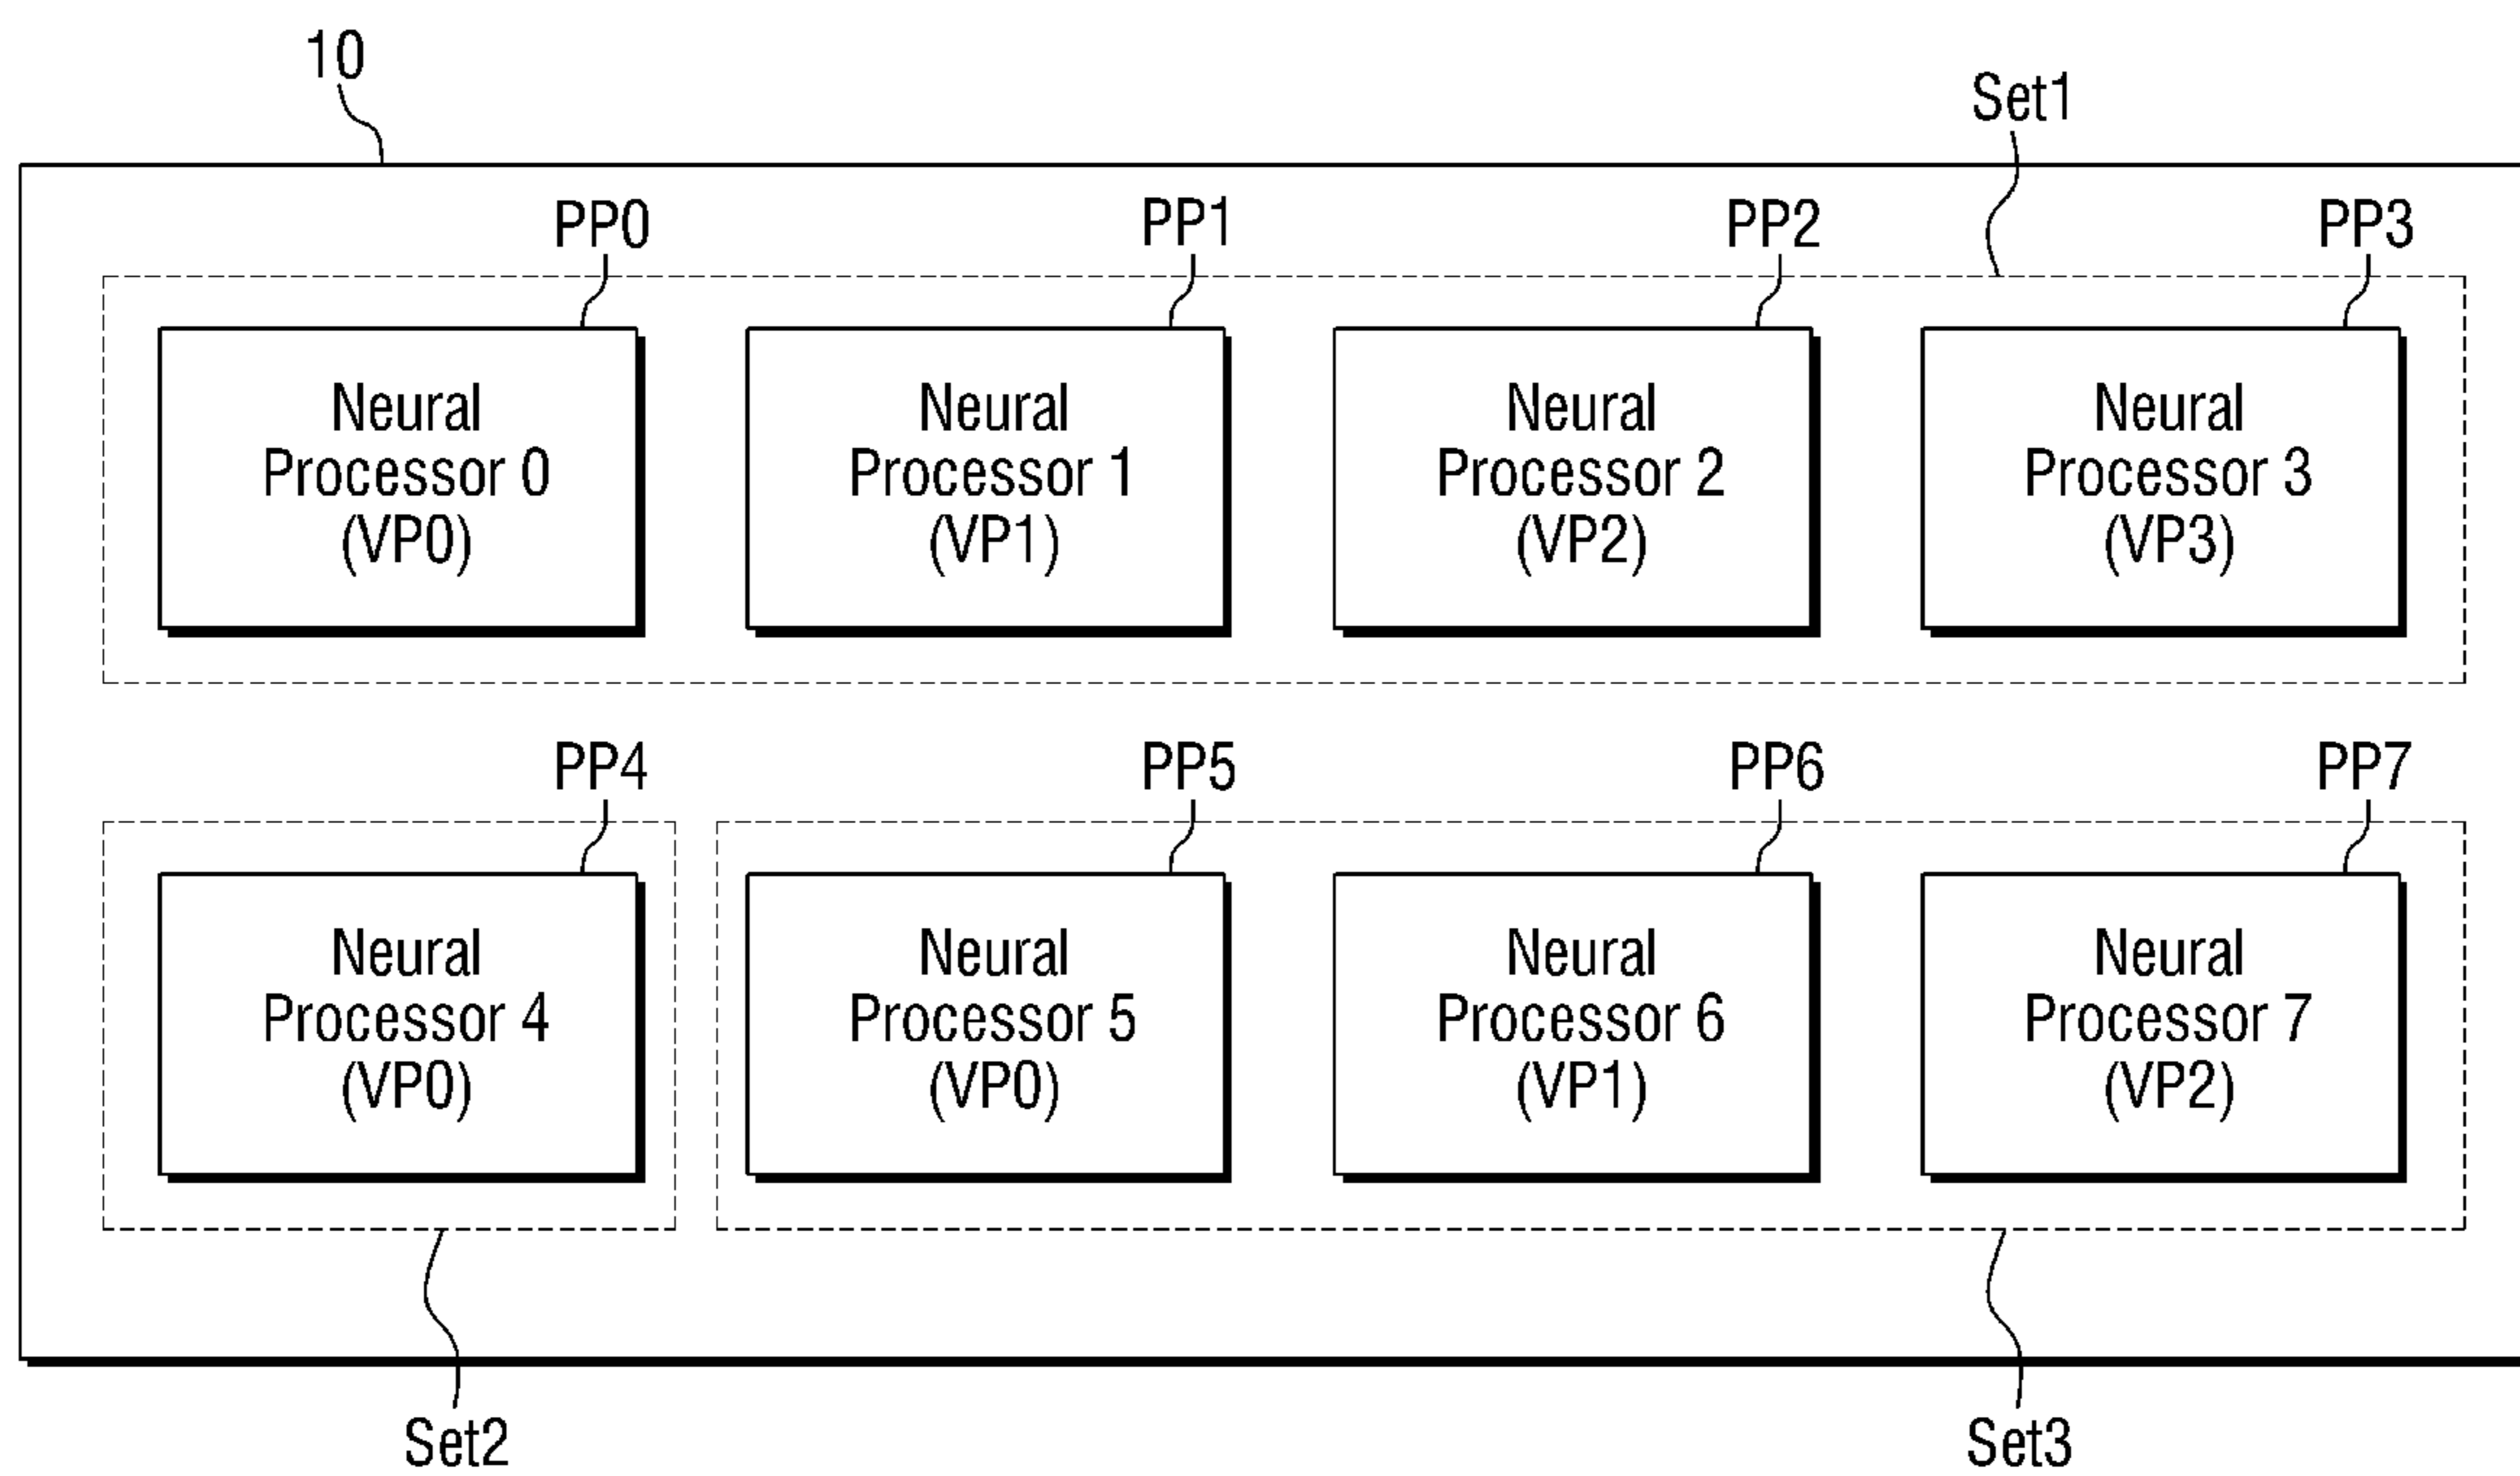 10
Set1
PP0
PP1
PP2
PP3
Neural
Processor 0
(VP0)
Neural
Processor 1
(VP1)
Neural
Processor 2
(VP2)
Neural
Processor 3
(VP3)
PP4
PP5
PP6
PP7
Neural
Processor 4
(VP0)
Neural
Processor 5
(VP0)
Neural
Processor 6
(VP1)
Neural
Processor 7
(VP2)
Set2
Set3